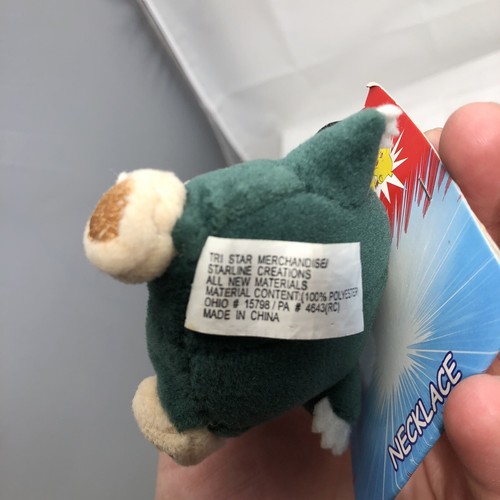 TRI STAR MERCHANDISE/
STARLINE CREATIONS
ALL NEW MATERIALS
MATERIAL CONTENT:(100% POLYESTER
OHIO # 15798 / PA # 4643(RC)
MADE IN CHINA
NECKLACE